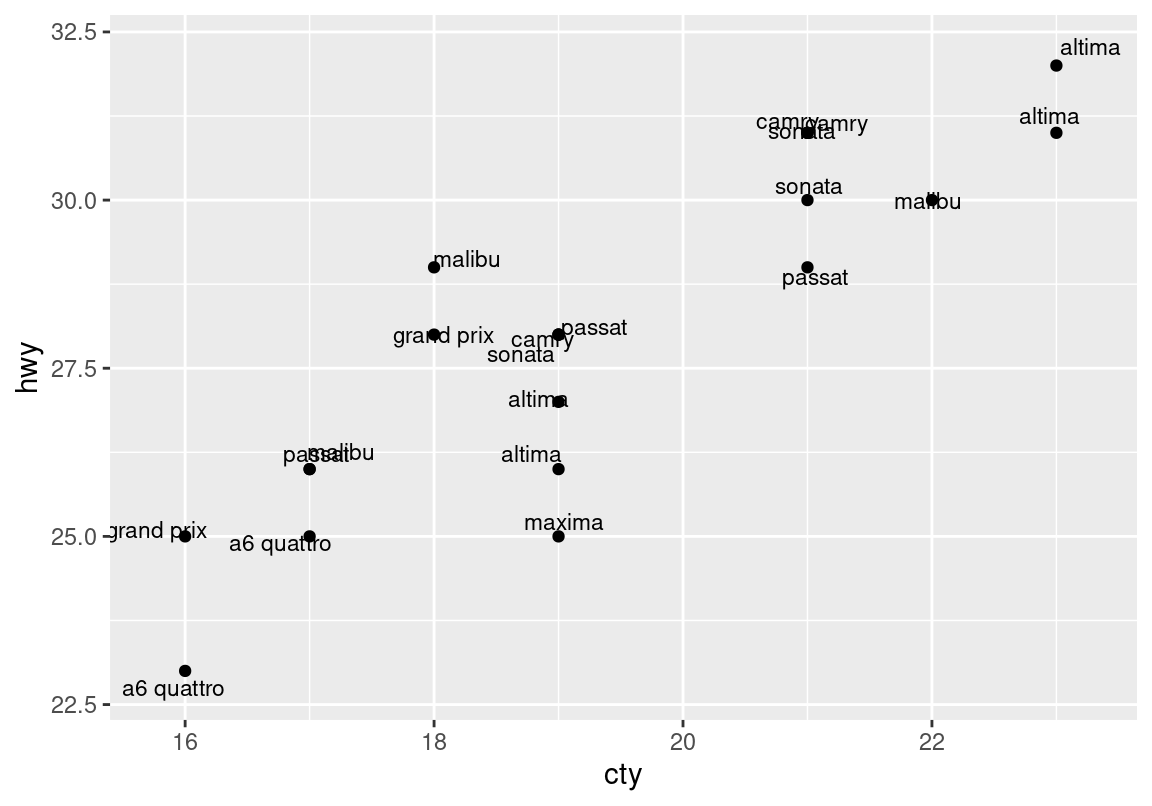 32.5
altima
altima
camry
camry
sonata
30.0
sonata
malibu
malibu
passat
grand prix
passat
camry
sonata
27.5
altima
passat
malibu
altima
25.0
grand prix
a6 quattro
maxima
a6 quattro
22.5
16
18
20
22
cty
hwy